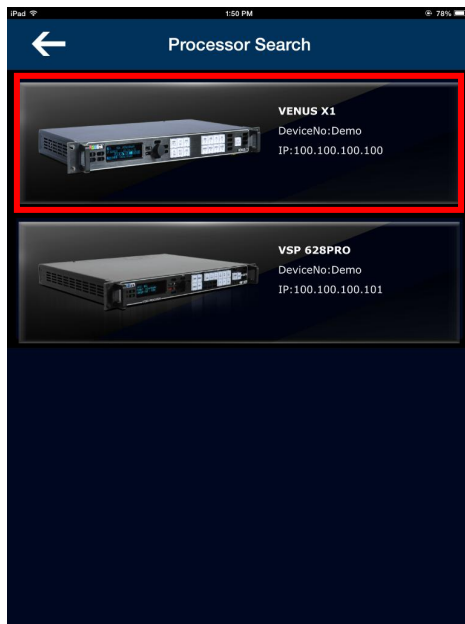 iPad
1:50 PM
78%
Processor Search
VENUS X1
DeviceNo:Demo
IP:100.100.100.100
VSP 628PRO
DeviceNo:Demo
IP:100.100.100.101